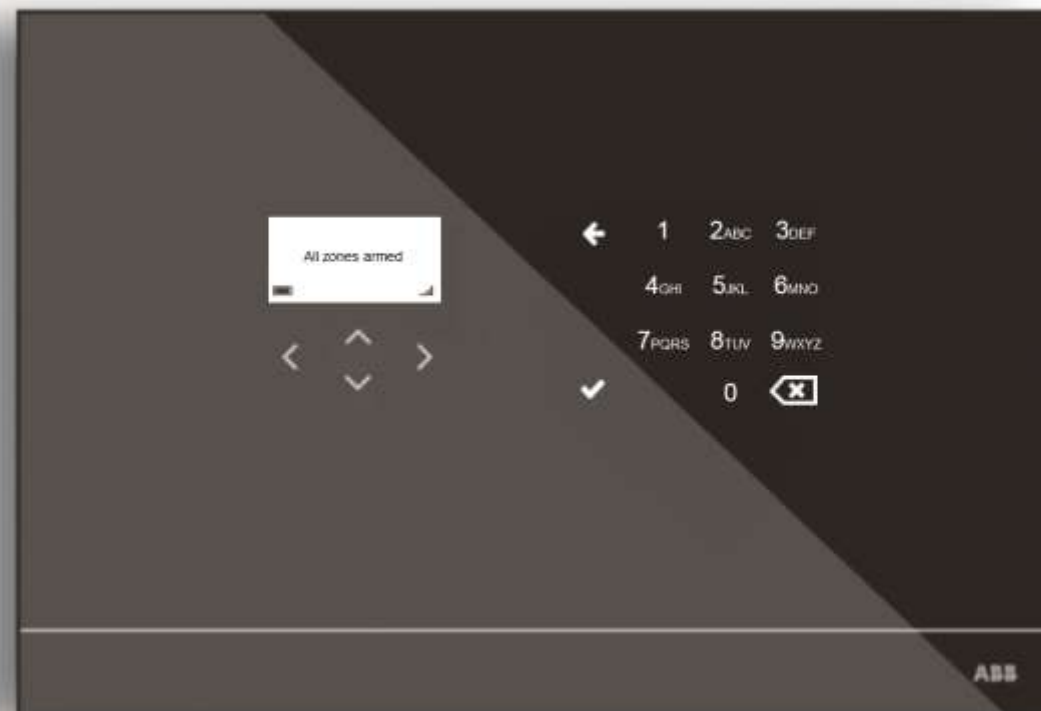 All zones armed
1 2ABC 3DEF
4GHI 5JKL 6MNO
7PQRS 8TUV 9WXYZ
0
ABB